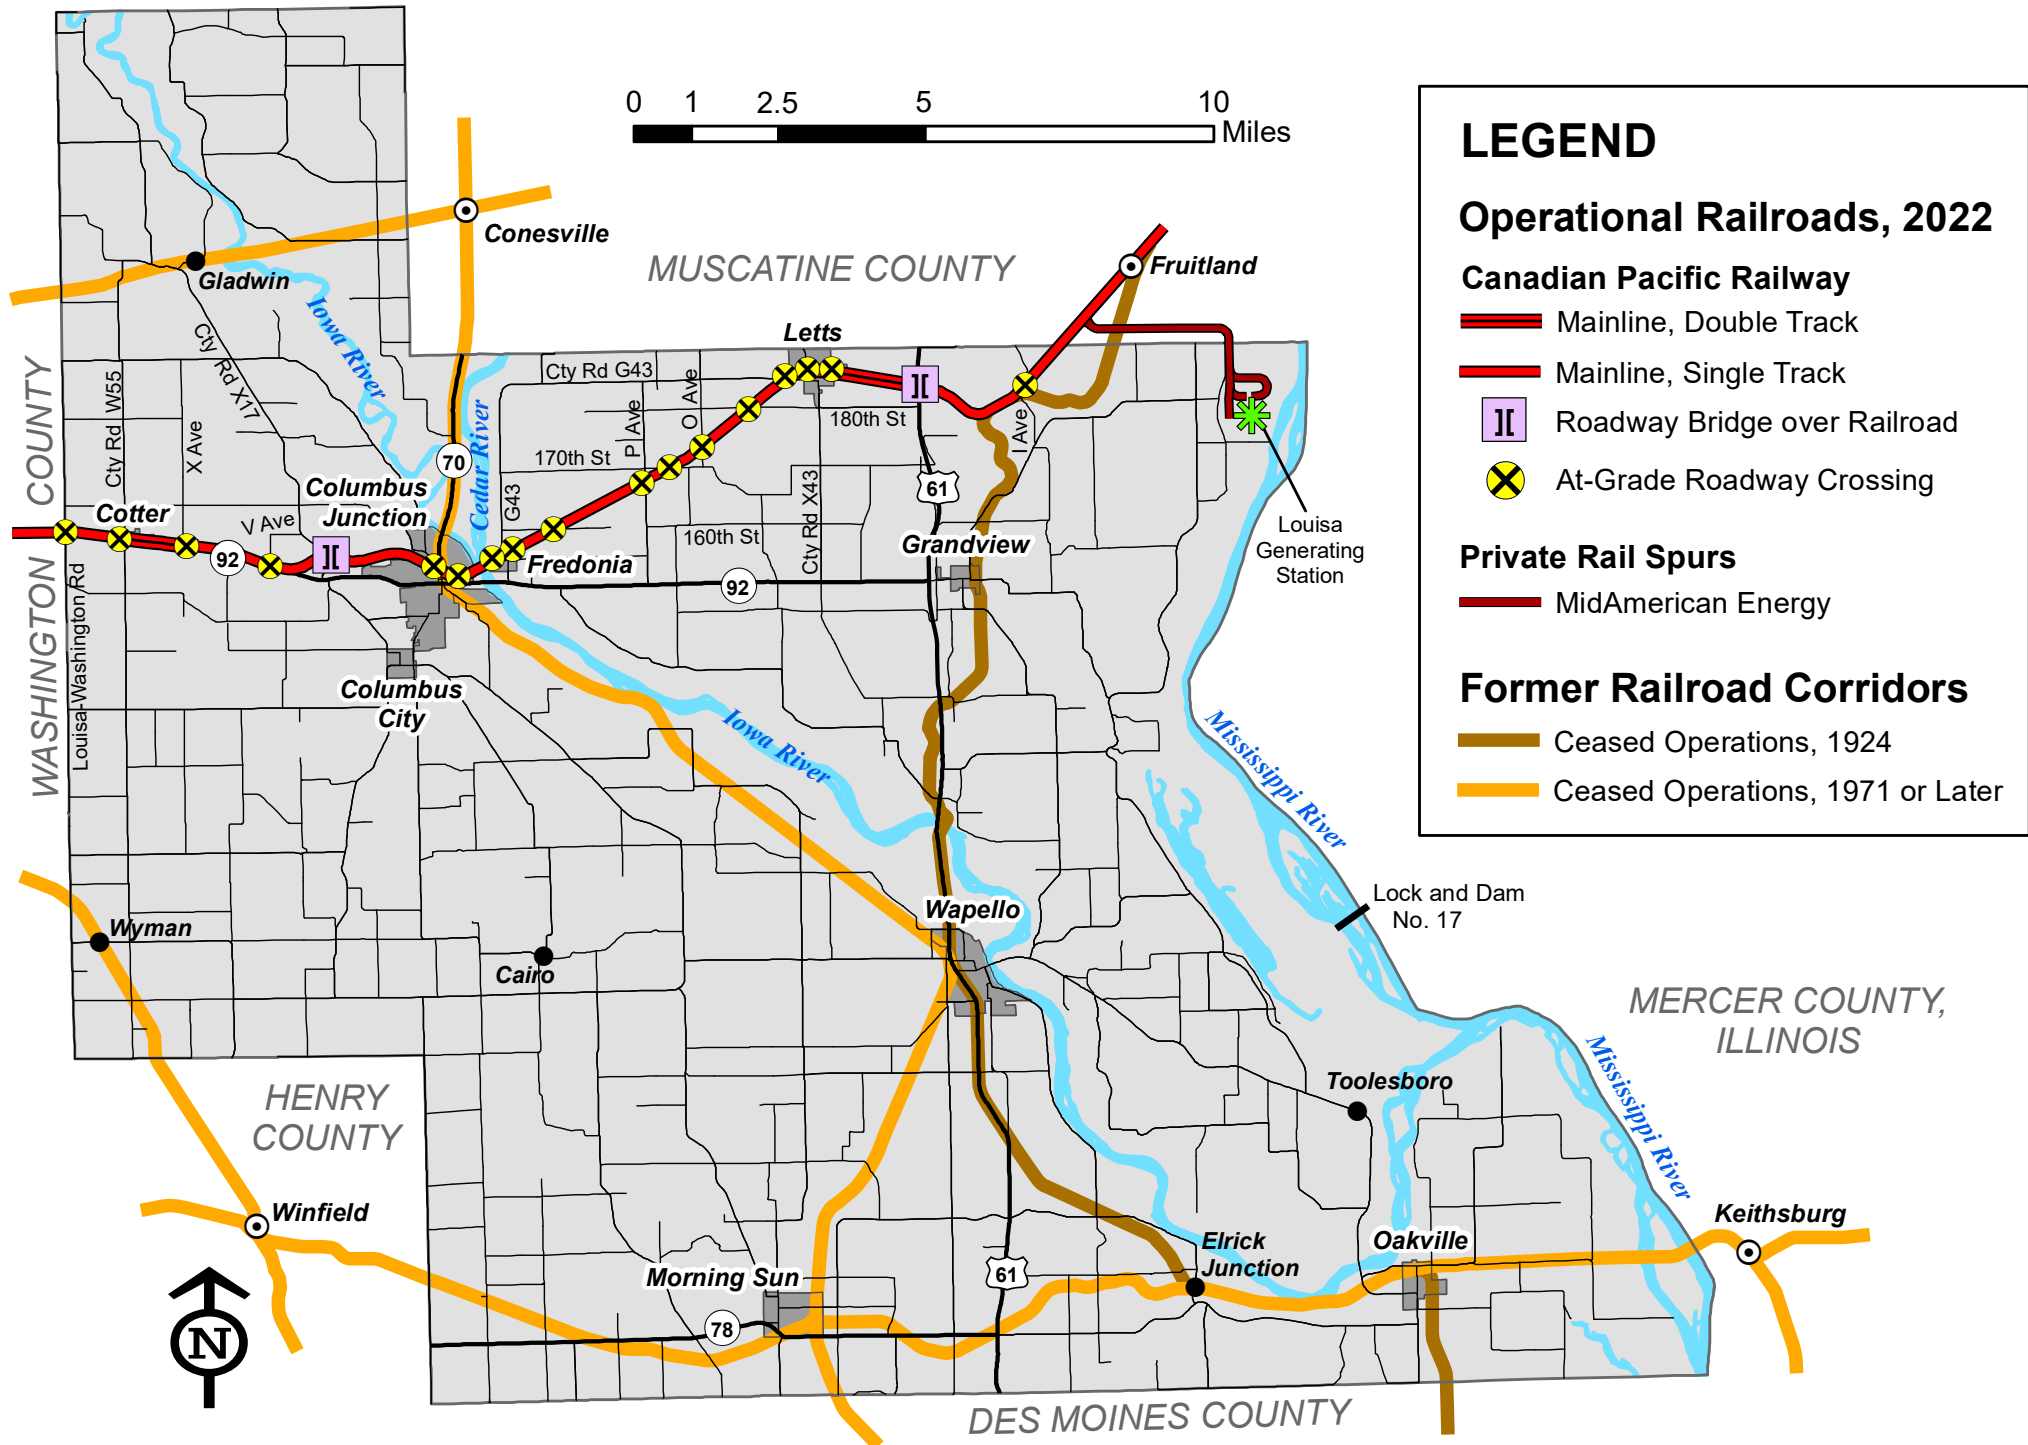 0 1 2.5 5 10
Miles
LEGEND
Operational Railroads, 2022
Canadian Pacific Railway
Mainline, Double Track
Mainline, Single Track
Roadway Bridge over Railroad
At-Grade Roadway Crossing
Private Rail Spurs
MidAmerican Energy
Former Railroad Corridors
Ceased Operations, 1924
Ceased Operations, 1971 or Later
Conesville
MUSCATINE COUNTY
Fruitland
Gladwin
Iowa River
Letts
Cty Rd X17
Cty Rd G43
WASHINGTON COUNTY
Cty Rd W55
X Ave
P Ave
O Ave
180th St
I Ave
170th St
70
Cedar River
G43
Cty Rd X43
61
Columbus
Junction
Cotter
V Ave
92
160th St
Grandview
Fredonia
92
Louisa
Generating
Station
Louisa-Washington Rd
Columbus
City
Iowa River
Mississippi River
Lock and Dam
No. 17
Wapello
Wyman
Cairo
MERCER COUNTY,
ILLINOIS
Mississippi River
Toolesboro
HENRY
COUNTY
Winfield
Keithsburg
Oakville
Elrick
Junction
Morning Sun
61
78
N
DES MOINES COUNTY